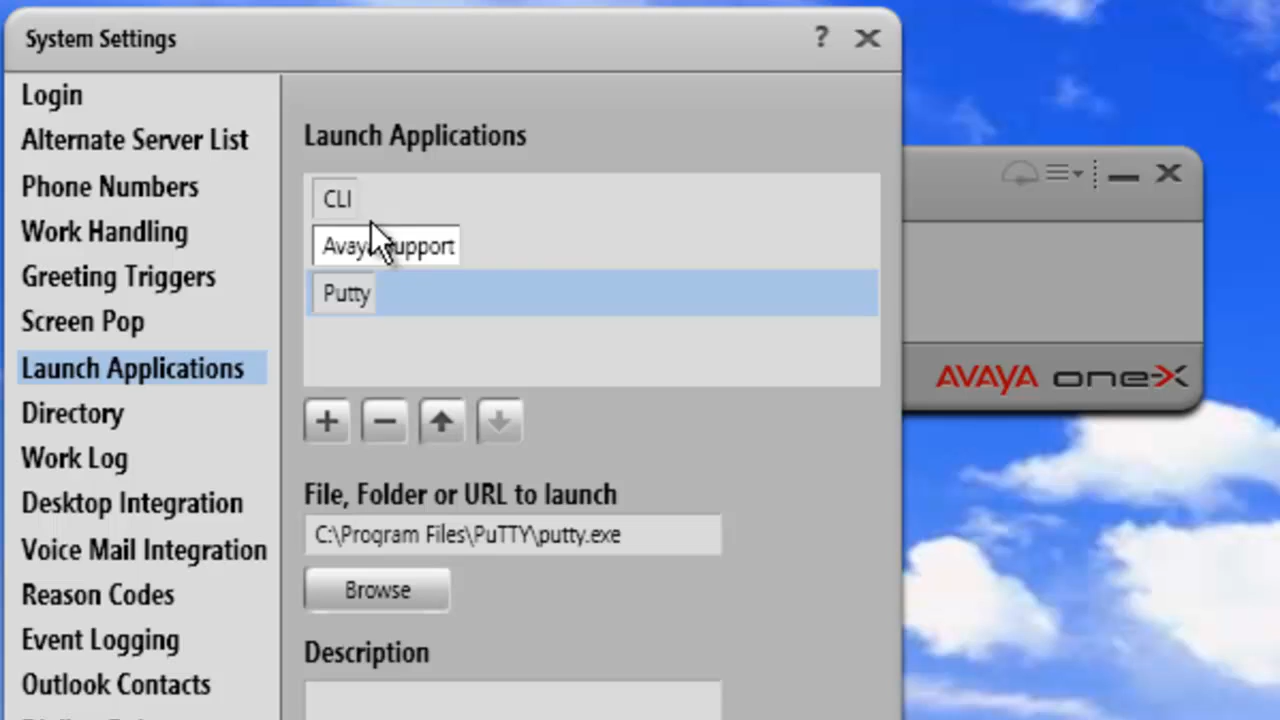 System Settings
?
Login
Alternate Server List
Phone Numbers
Work Handling
Greeting Triggers
Screen Pop
Launch Applications
Directory
Work Log
Desktop Integration
Voice Mail Integration
Reason Codes
Event Logging
Outlook Contacts
Launch Applications
CLI
Avaya Support
Putty
File, Folder or URL to launch
C:\Program Files\PuTTY\putty.exe
Browse
Description
AVAYA one-X